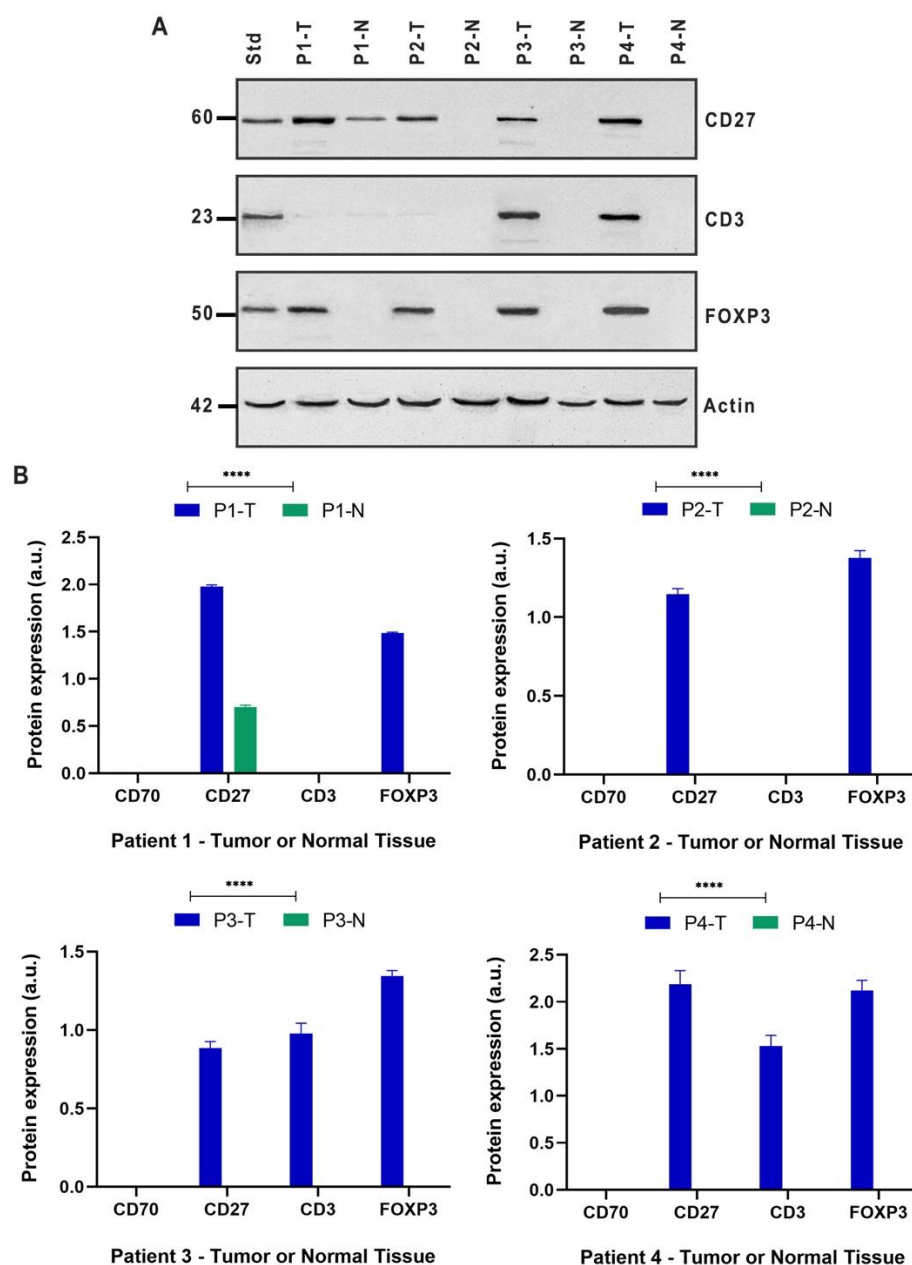 A
Std P1-T P1-N P2-T P2-N P3-T P3-N P4-T P4-N
60 CD27
23 CD3
50 FOXP3
42 Actin
B
****
P1-T P1-N
Protein expression (a.u.)
2.5
2.0
1.5
1.0
0.5
0.0
CD70 CD27 CD3 FOXP3
Patient 1 - Tumor or Normal Tissue
****
P2-T P2-N
Protein expression (a.u.)
1.5
1.0
0.5
0.0
CD70 CD27 CD3 FOXP3
Patient 2 - Tumor or Normal Tissue
****
P3-T P3-N
Protein expression (a.u.)
1.5
1.0
0.5
0.0
CD70 CD27 CD3 FOXP3
Patient 3 - Tumor or Normal Tissue
****
P4-T P4-N
Protein expression (a.u.)
2.5
2.0
1.5
1.0
0.5
0.0
CD70 CD27 CD3 FOXP3
Patient 4 - Tumor or Normal Tissue